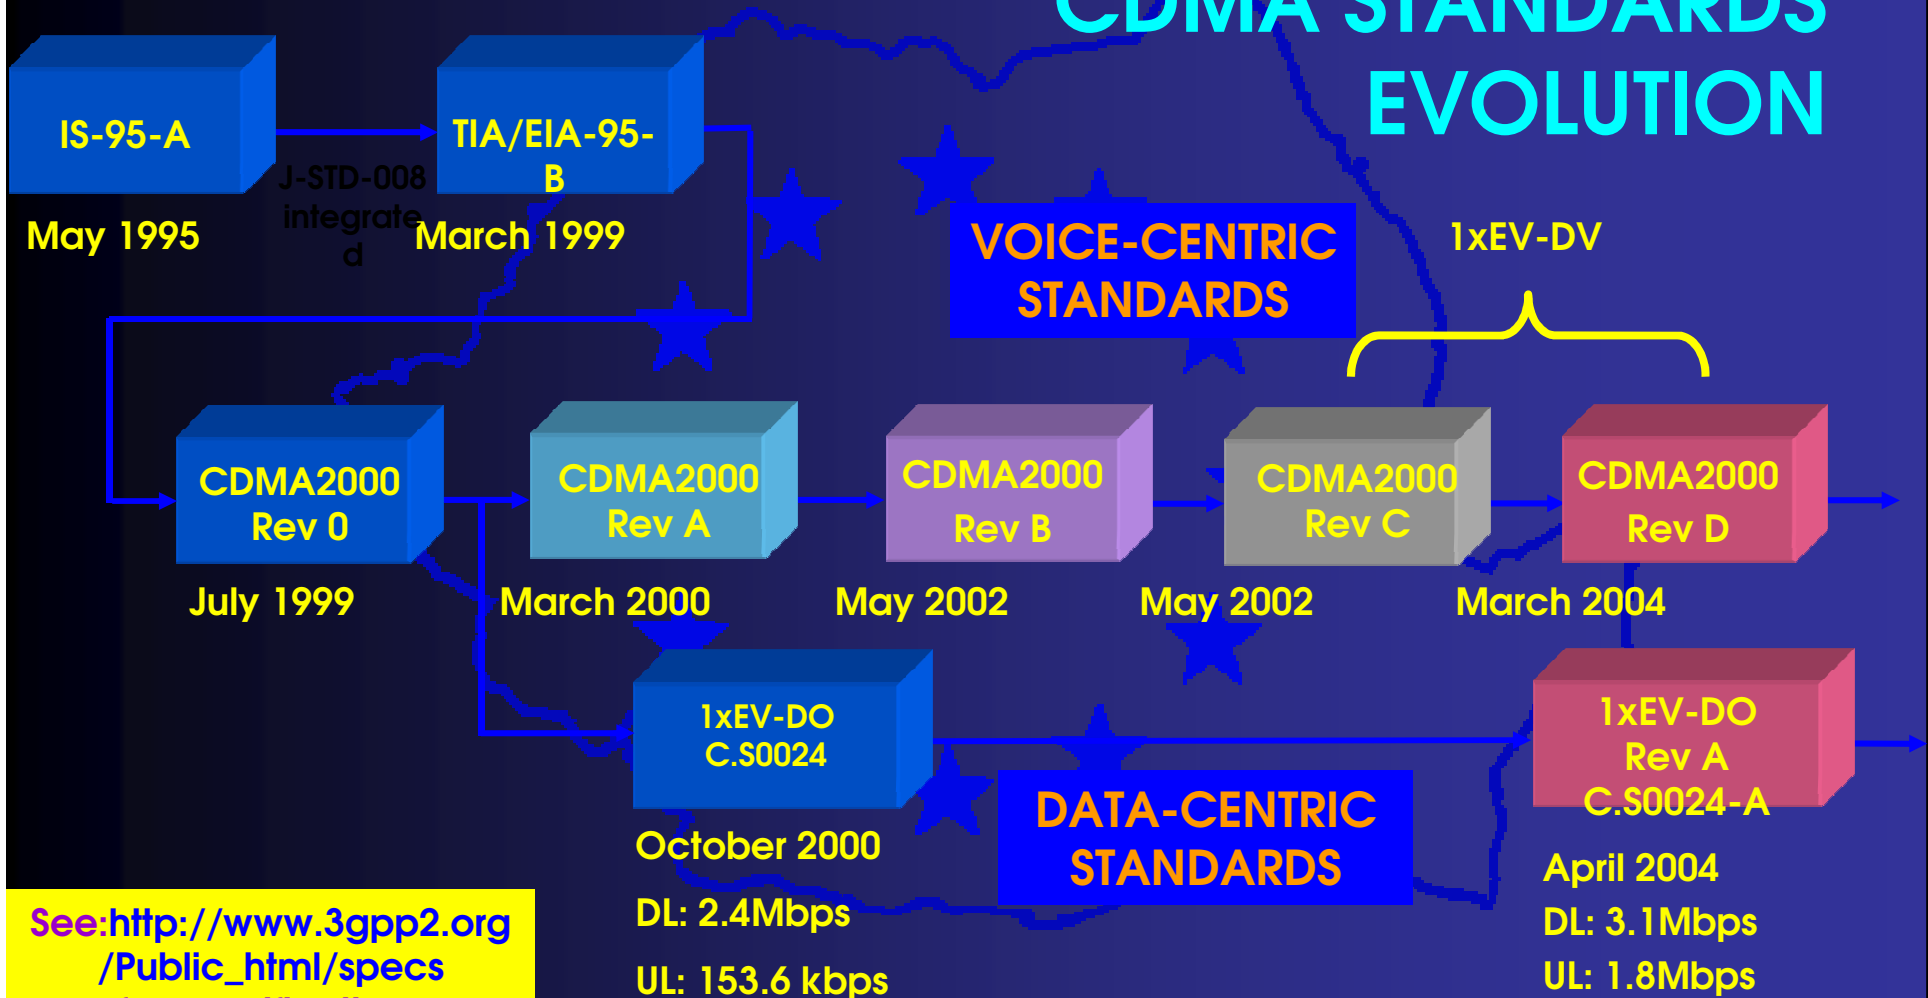 CDMA STANDARDS
EVOLUTION
IS-95-A
TIA/EIA-95-
B
J-STD-008
integrate
d
May 1995
March 1999
VOICE-CENTRIC
STANDARDS
1xEV-DV
CDMA2000
Rev 0
CDMA2000
Rev A
CDMA2000
Rev B
CDMA2000
Rev C
CDMA2000
Rev D
July 1999
March 2000
May 2002
May 2002
March 2004
1xEV-DO
C.S0024
1xEV-DO
Rev A
C.S0024-A
DATA-CENTRIC
STANDARDS
October 2000
DL: 2.4Mbps
UL: 153.6 kbps
April 2004
DL: 3.1Mbps
UL: 1.8Mbps
See:http://www.3gpp2.org
/Public_html/specs